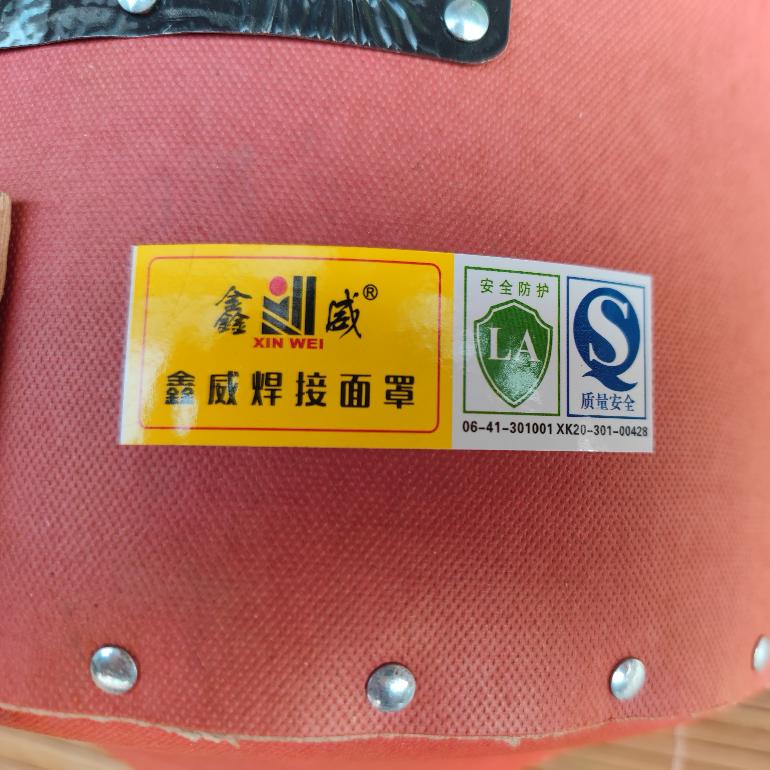 鑫威®
XIN WEI
鑫威焊接面罩
安全防护
LA
06-41-301001
QS
质量安全
XK20-301-00428